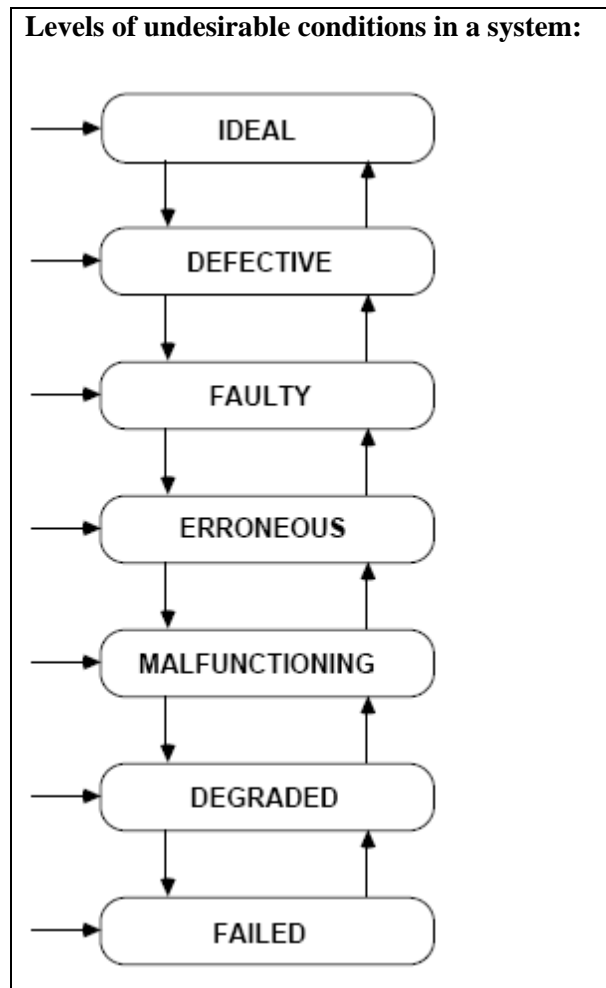 Levels of undesirable conditions in a system:
IDEAL
DEFECTIVE
FAULTY
ERRONEOUS
MALFUNCTIONING
DEGRADED
FAILED